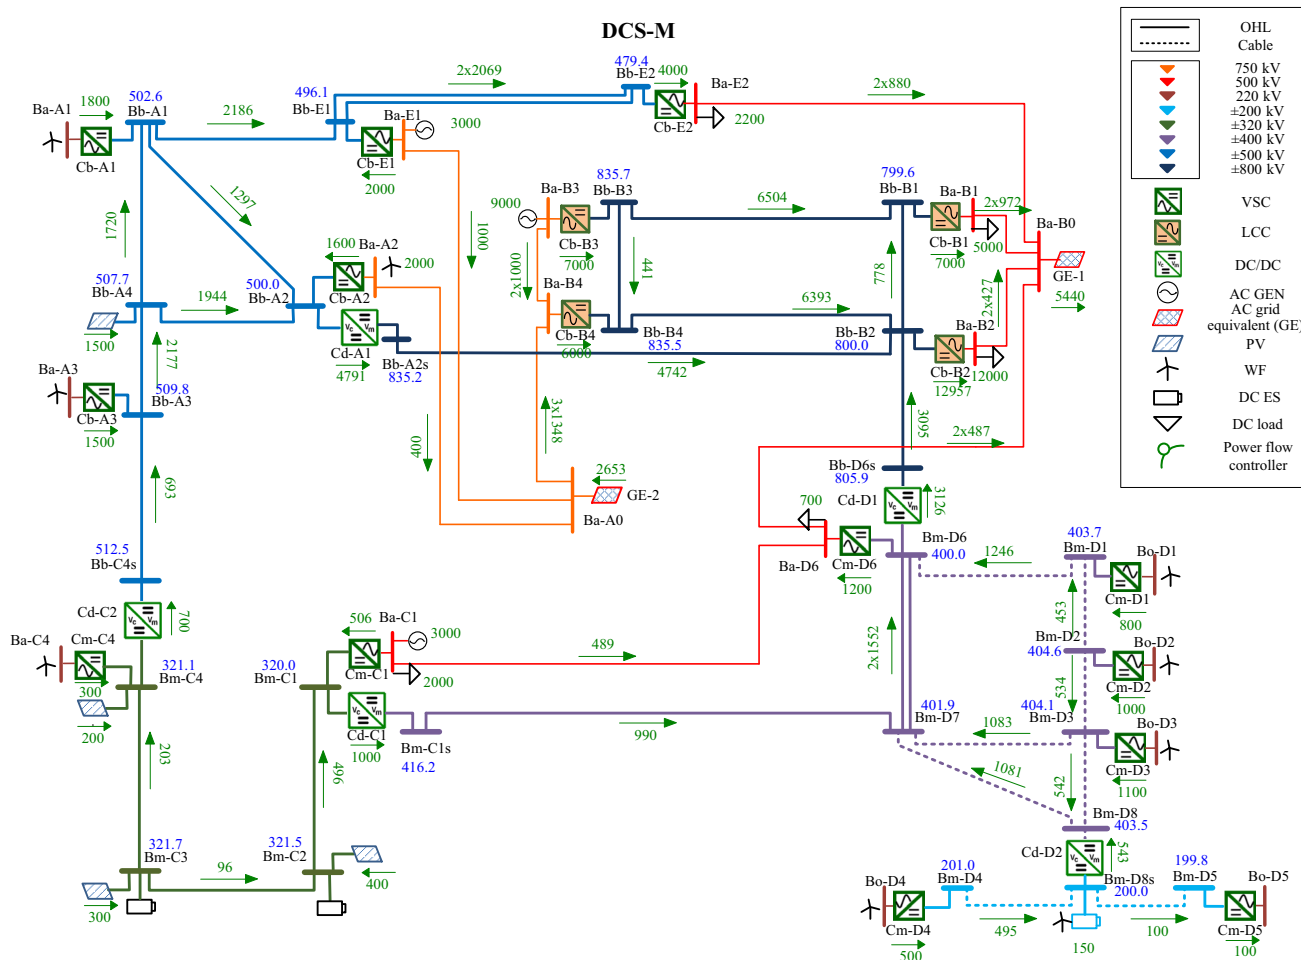 DCS-M
OHL
Cable
750 kV
500 kV
220 kV
±200 kV
±320 kV
±400 kV
±500 kV
±800 kV
VSC
LCC
DC/DC
AC GEN
AC grid
equivalent (GE)
PV
WF
DC ES
DC load
Power flow
controller
Ba-A1
1800
502.6
Bb-A1
Cb-A1
2186
496.1
Bb-E1
2x2069
479.4
Bb-E2
4000
Ba-E2
Cb-E2
2200
2x880
Ba-E1
3000
Cb-E1
2000
1720
1297
1000
507.7
Bb-A4
1500
1944
500.0
Bb-A2
1600
Ba-A2
2000
Cb-A2
Cd-A1
4791
Bb-A2s
835.2
835.7
Bb-B3
Ba-B3
9000
Cb-B3
7000
2x1000
441
Ba-B4
Cb-B4
6000
Bb-B4
835.5
6504
6393
4742
799.6
Bb-B1
Ba-B1
2x972
Cb-B1
5000
7000
778
2x427
Ba-B0
GE-1
5440
Bb-B2
800.0
Ba-B2
Cb-B2
12000
12957
2177
Ba-A3
509.8
Bb-A3
Cb-A3
1500
693
400
3x1348
2653
GE-2
Ba-A0
3095
2x487
Bb-D6s
805.9
Cd-D1
3126
700
Ba-D6
Cm-D6
1200
Bm-D6
400.0
1246
403.7
Bm-D1
Bo-D1
Cm-D1
800
453
Bm-D2
404.6
Bo-D2
Cm-D2
1000
534
404.1
Bm-D3
Bo-D3
Cm-D3
1100
1083
401.9
Bm-D7
2x1552
1081
542
Bm-D8
403.5
Cd-D2
543
Bm-D8s
200.0
201.0
Bm-D4
Bo-D4
Cm-D4
500
495
150
100
199.8
Bm-D5
Bo-D5
Cm-D5
100
512.5
Bb-C4s
Cd-C2
700
Ba-C4
Cm-C4
300
321.1
Bm-C4
200
203
320.0
Bm-C1
506
Ba-C1
3000
Cm-C1
2000
489
Cd-C1
1000
Bm-C1s
416.2
990
496
321.7
Bm-C3
300
96
321.5
Bm-C2
400